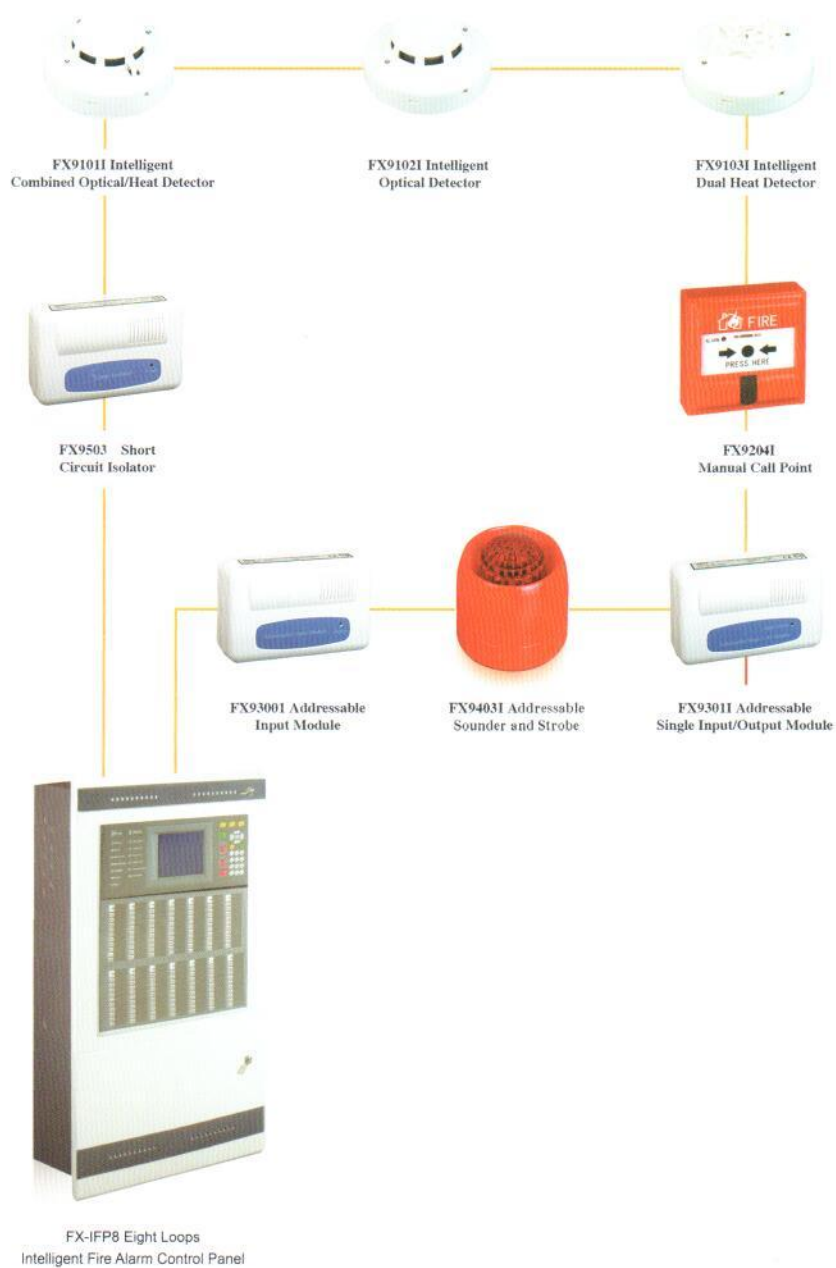 FX9101I Intelligent
Combined Optical/Heat Detector
FX9102I Intelligent
Optical Detector
FX9103I Intelligent
Dual Heat Detector
FIRE
PRESS HERE
FX9503 Short
Circuit Isolator
FX9204I
Manual Call Point
FX93001 Addressable
Input Module
FX9403I Addressable
Sounder and Strobe
FX9301I Addressable
Single Input/Output Module
FX-IFP8 Eight Loops
Intelligent Fire Alarm Control Panel